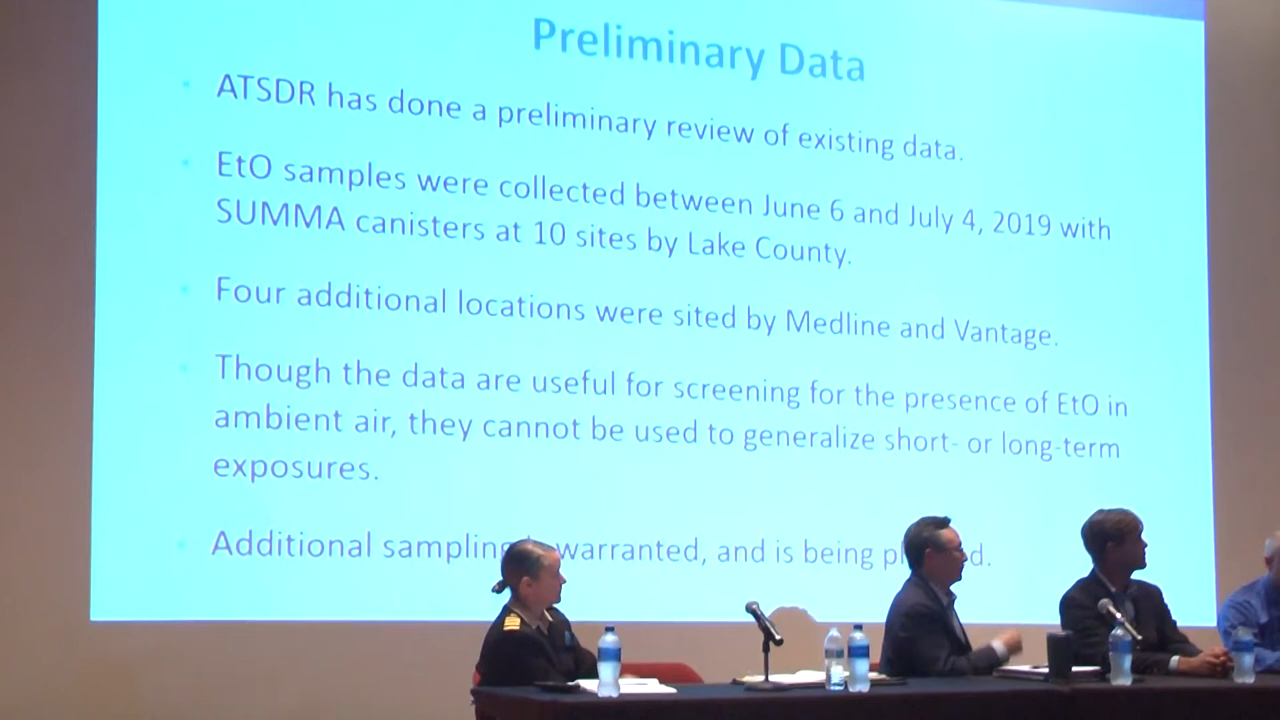 Preliminary Data
ATSDR has done a preliminary review of existing data.
EtO samples were collected between June 6 and July 4, 2019 with
SUMMA canisters at 10 sites by Lake County.
Four additional locations were sited by Medline and Vantage.
Though the data are useful for screening for the presence of EtO in
ambient air, they cannot be used to generalize short- or long-term
exposures.
Additional sampling warranted, and is being